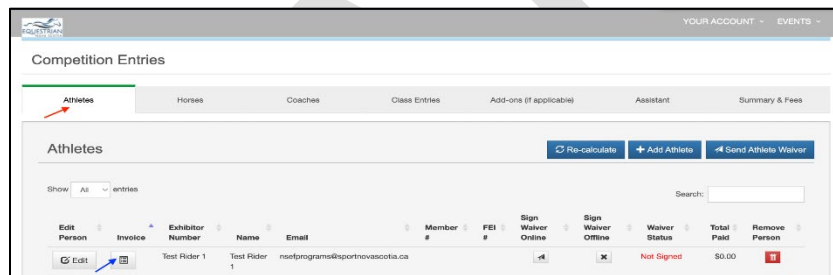 EQUESTRIAN
YOUR ACCOUNT EVENTS
Competition Entries
Athletes Horses Coaches Class Entries Add-ons (if applicable) Assistant Summary & Fees
Athletes
Re-calculate + Add Athlete Send Athlete Waiver
Show All entries Search:
Edit Person Invoice Exhibitor Number Name Email Member # FEI # Sign Waiver Online Sign Waiver Offline Waiver Status Total Paid Remove Person
Edit Test Rider 1 Test Rider 1 nsefprograms@sportnovascotia.ca Not Signed $0.00